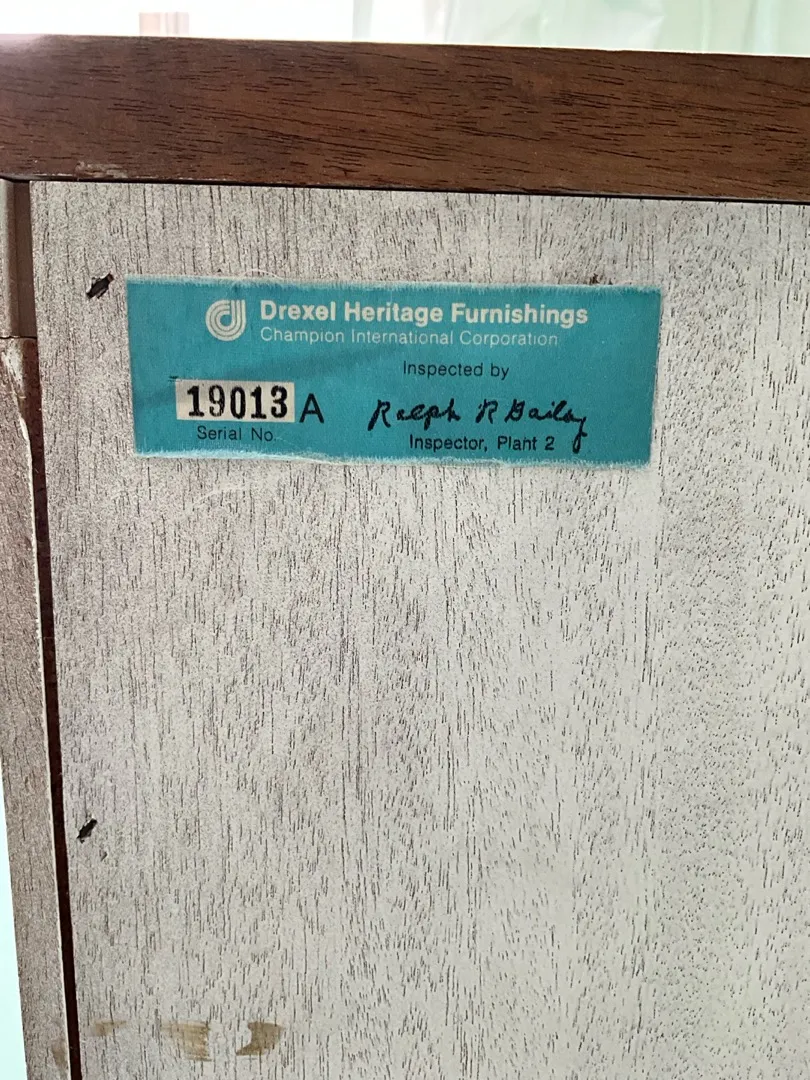 Drexel Heritage Furnishings
Champion International Corporation
Inspected by
19013 A
Ralph R Bailey
Serial No.
Inspector, Plant 2